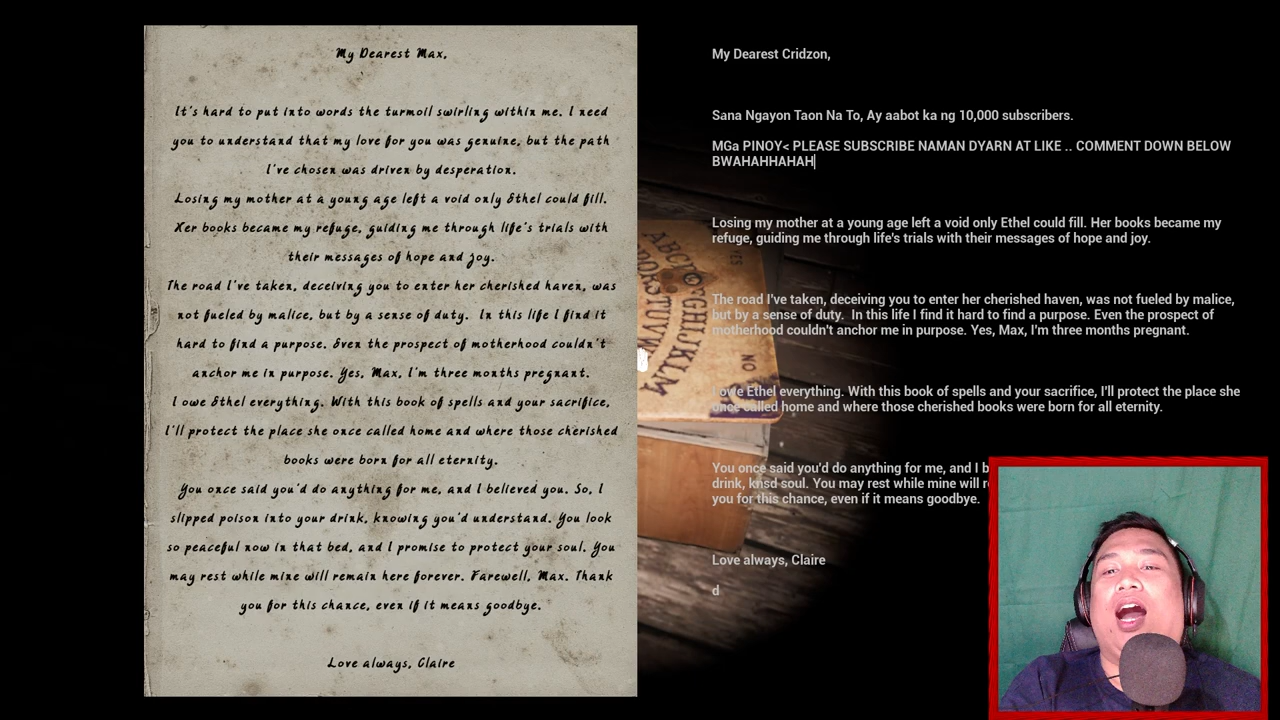 My Dearest Max,
It's hard to put into words the turmoil swirling within me. I need
you to understand that my love for you was genuine, but the path
I've chosen was driven by desperation.
Losing my mother at a young age left a void only Ethel could fill.
Her books became my refuge, guiding me through life's trials with
their messages of hope and joy.
The road I've taken, deceiving you to enter her cherished haven, was
not fueled by malice, but by a sense of duty. In this life I find it
hard to find a purpose. Even the prospect of motherhood couldn't
anchor me in purpose. Yes, Max, I'm three months pregnant.
I owe Ethel everything. With this book of spells and your sacrifice,
I'll protect the place she once called home and where those cherished
books were born for all eternity.
You once said you'd do anything for me, and I believed you. So, I
slipped poison into your drink, knowing you'd understand. You look
so peaceful now in that bed, and I promise to protect your soul. You
may rest while mine will remain here forever. Farewell, Max. Thank
you for this chance, even if it means goodbye.
Love always, Claire
My Dearest Cridzon,
Sana Ngayon Taon Na To, Ay aabot ka ng 10,000 subscribers.
MGa PINOY< PLEASE SUBSCRIBE NAMAN DYARN AT LIKE .. COMMENT DOWN BELOW
BWAHAHHAHAH
Losing my mother at a young age left a void only Ethel could fill. Her books became my
refuge, guiding me through life's trials with their messages of hope and joy.
The road I've taken, deceiving you to enter her cherished haven, was not fueled by malice,
but by a sense of duty.  In this life I find it hard to find a purpose. Even the prospect of
motherhood couldn't anchor me in purpose. Yes, Max, I'm three months pregnant.
I owe Ethel everything. With this book of spells and your sacrifice, I'll protect the place she
once called home and where those cherished books were born for all eternity.
You once said you'd do anything for me, and I b
drink, knsd soul. You may rest while mine will r
you for this chance, even if it means goodbye.
Love always, Claire
d
YES
NO